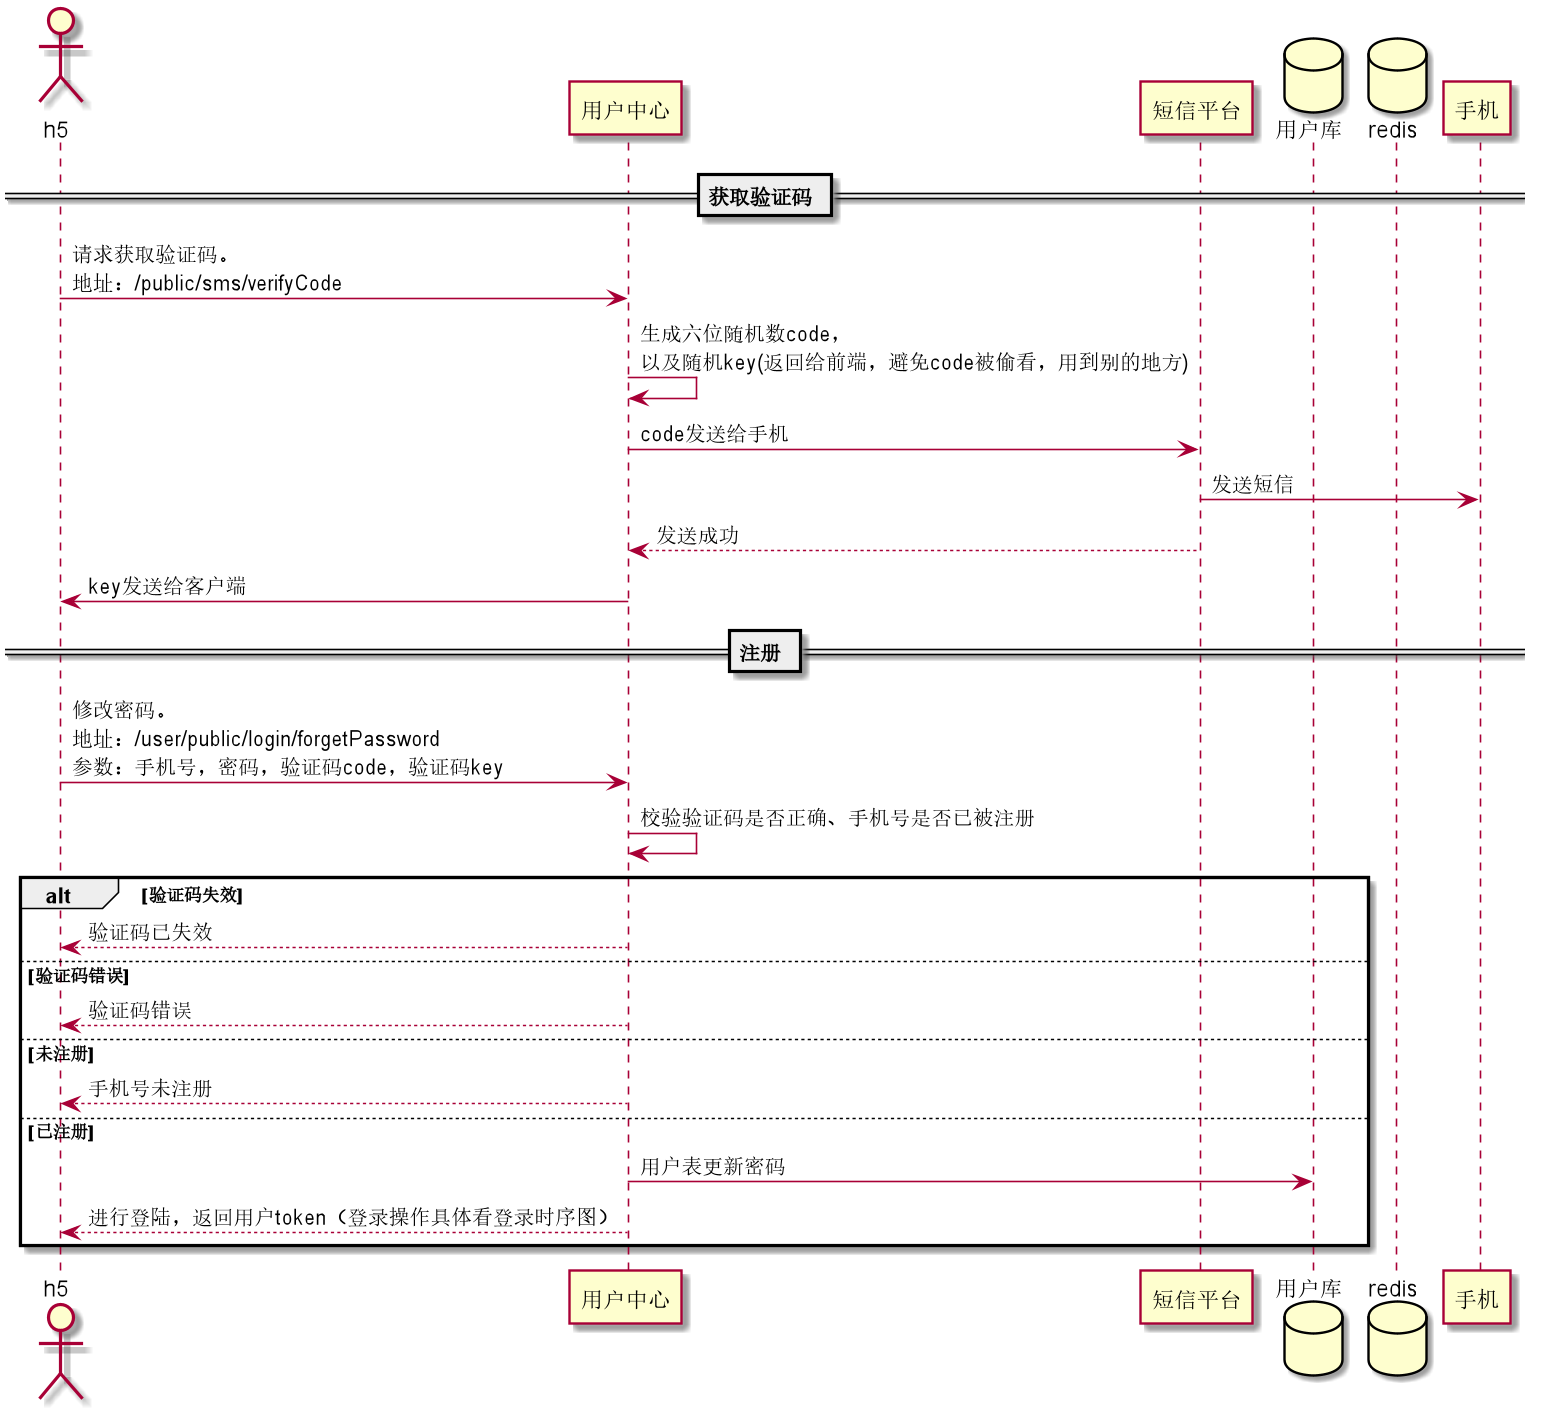 h5
用户中心
短信平台
用户库
redis
手机
获取验证码
请求获取验证码。
地址：/public/sms/verifyCode
生成六位随机数code，
以及随机key(返回给前端，避免code被偷看，用到别的地方)
code发送给手机
发送短信
发送成功
key发送给客户端
注册
修改密码。
地址：/user/public/login/forgetPassword
参数：手机号，密码，验证码code，验证码key
校验验证码是否正确、手机号是否已被注册
alt
[验证码失效]
验证码已失效
[验证码错误]
验证码错误
[未注册]
手机号未注册
[已注册]
用户表更新密码
进行登陆，返回用户token（登录操作具体看登录时序图）
h5
用户中心
短信平台
用户库
redis
手机